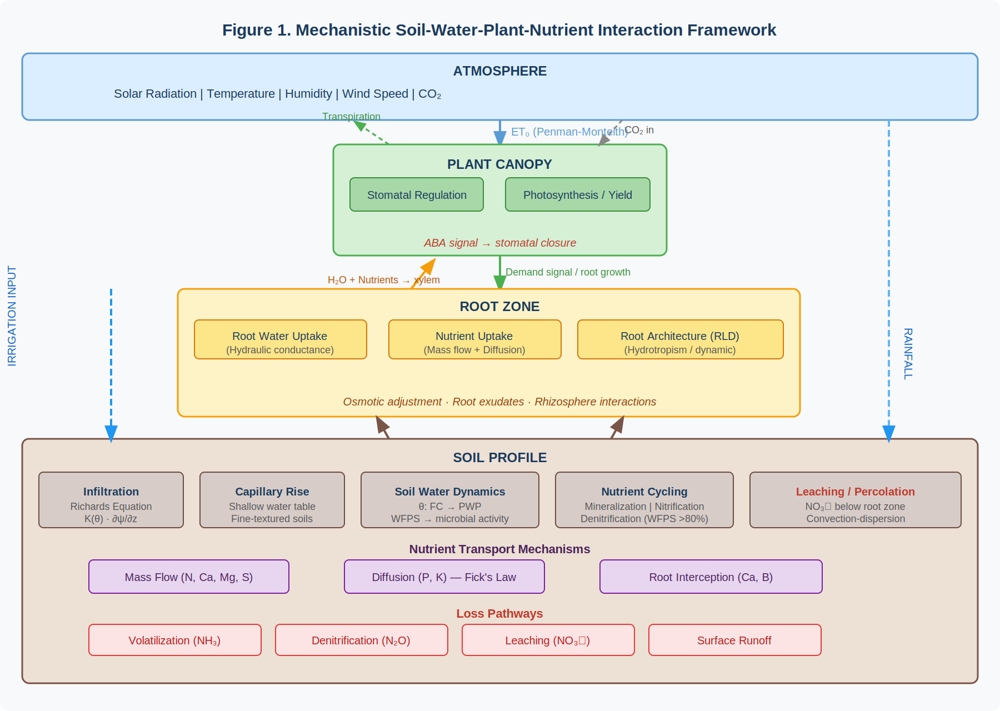 Figure 1. Mechanistic Soil-Water-Plant-Nutrient Interaction Framework
ATMOSPHERE
Solar Radiation | Temperature | Humidity | Wind Speed | CO₂
Transpiration
ET₀ (Penman-Monteith)
CO₂ in
PLANT CANOPY
Stomatal Regulation
Photosynthesis / Yield
ABA signal → stomatal closure
H₂O + Nutrients → xylem
Demand signal / root growth
IRRIGATION INPUT
RAINFALL
ROOT ZONE
Root Water Uptake
(Hydraulic conductance)
Nutrient Uptake
(Mass flow + Diffusion)
Root Architecture (RLD)
(Hydrotropism / dynamic)
Osmotic adjustment · Root exudates · Rhizosphere interactions
SOIL PROFILE
Infiltration
Richards Equation
K(θ) · ∂ψ/∂z
Capillary Rise
Shallow water table
Fine-textured soils
Soil Water Dynamics
θ: FC → PWP
WFPS → microbial activity
Nutrient Cycling
Mineralization | Nitrification
Denitrification (WFPS >80%)
Leaching / Percolation
NO₃▯ below root zone
Convection-dispersion
Nutrient Transport Mechanisms
Mass Flow (N, Ca, Mg, S)
Diffusion (P, K) — Fick's Law
Root Interception (Ca, B)
Loss Pathways
Volatilization (NH₃)
Denitrification (N₂O)
Leaching (NO₃▯)
Surface Runoff